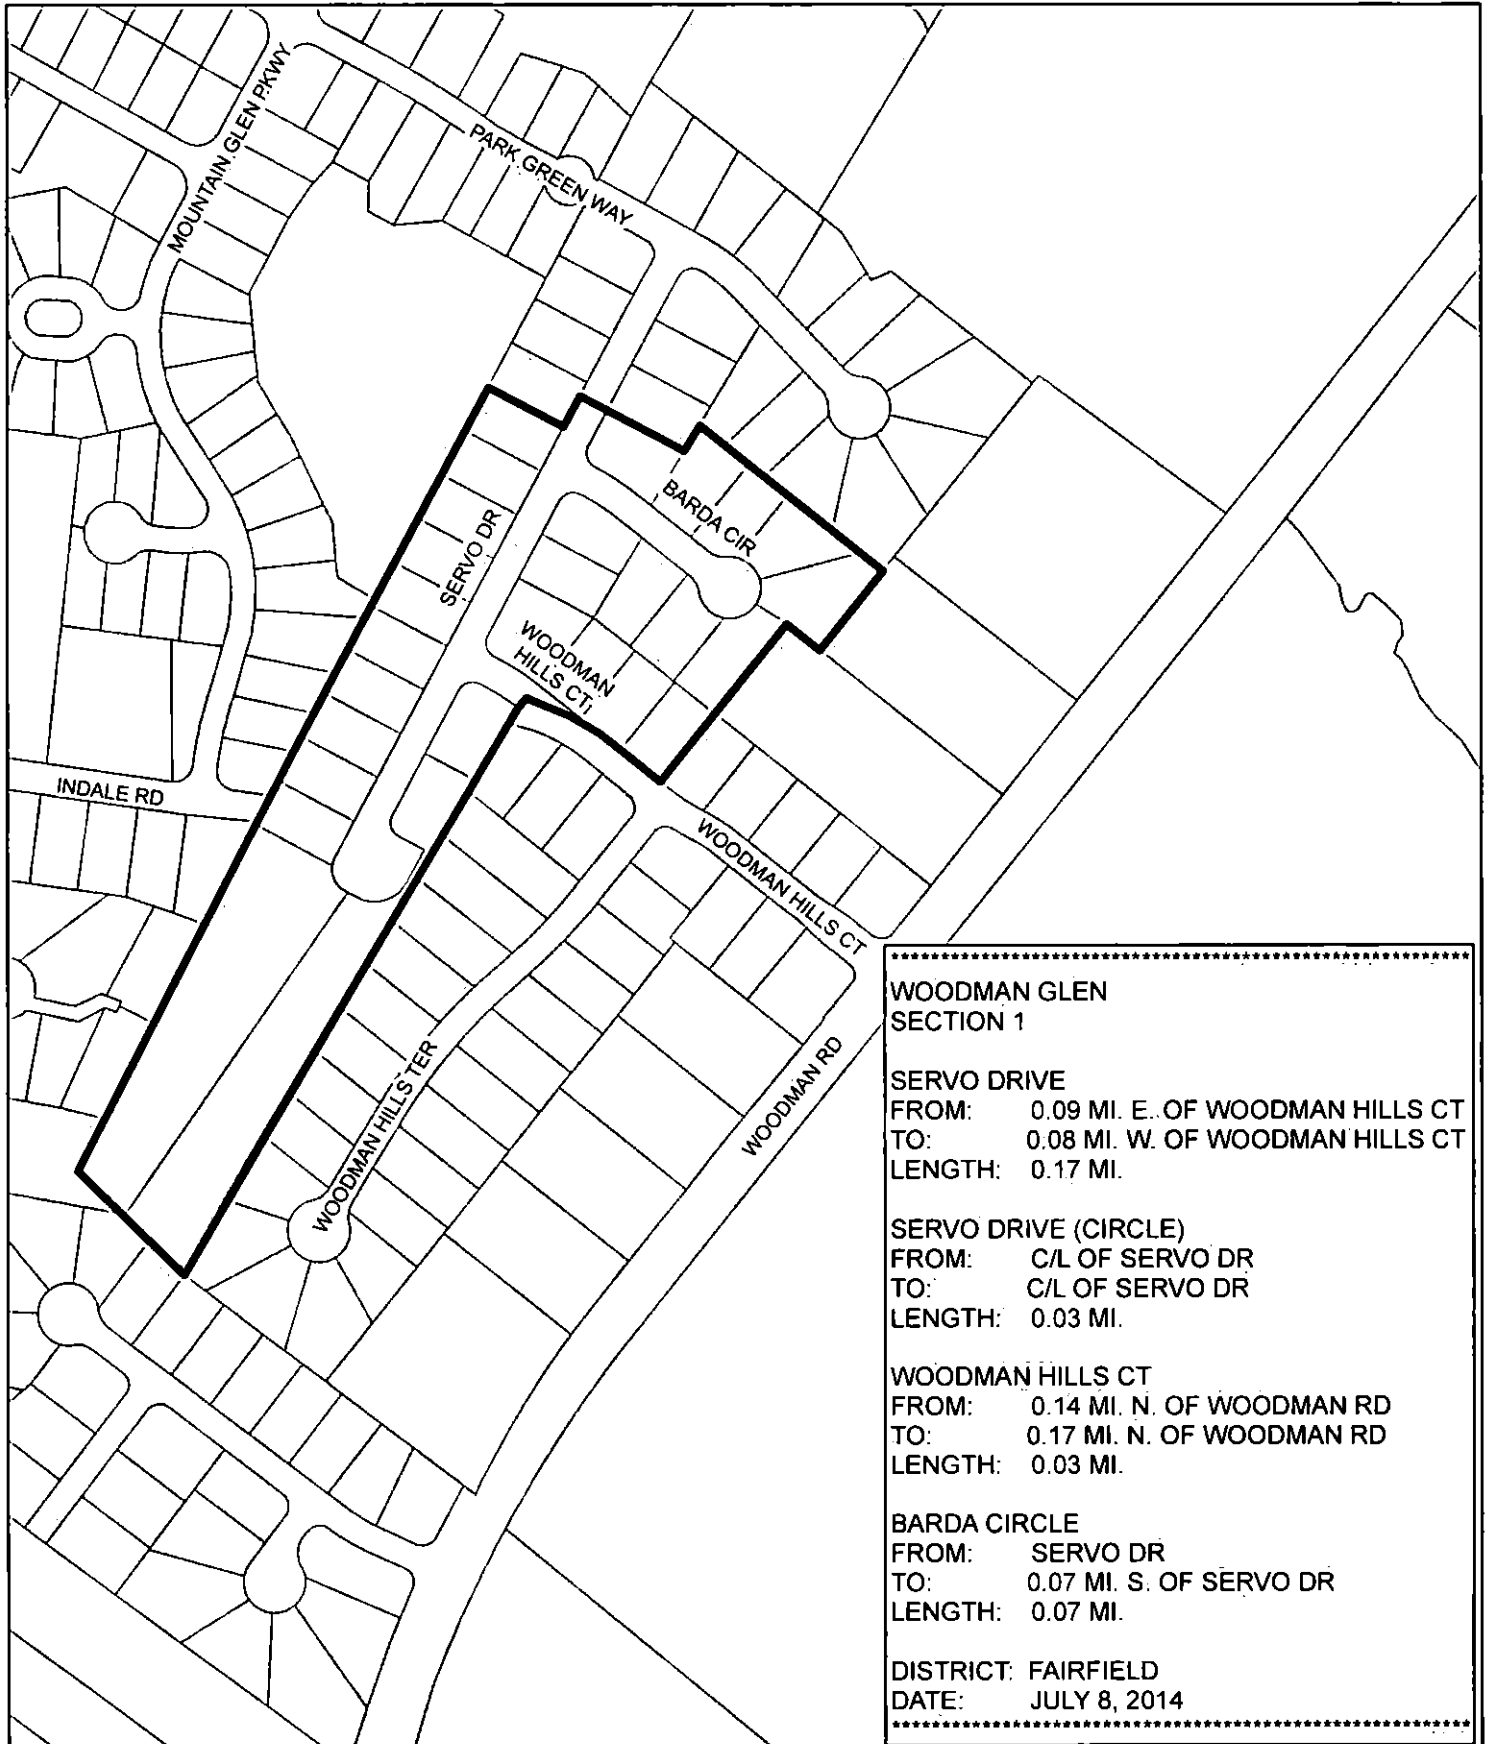 MOUNTAIN GLEN PKWY
PARK GREEN WAY
BARDA CIR
SERVO DR
WOODMAN
HILLS CT
INDALE RD
WOODMAN HILLS CT
WOODMAN HILLS TER
WOODMAN RD
****************************************************************
WOODMAN GLEN
SECTION 1
SERVO DRIVE
FROM: 0.09 MI. E. OF WOODMAN HILLS CT
TO: 0.08 MI. W. OF WOODMAN HILLS CT
LENGTH: 0.17 MI.
SERVO DRIVE (CIRCLE)
FROM: C/L OF SERVO DR
TO: C/L OF SERVO DR
LENGTH: 0.03 MI.
WOODMAN HILLS CT
FROM: 0.14 MI. N. OF WOODMAN RD
TO: 0.17 MI. N. OF WOODMAN RD
LENGTH: 0.03 MI.
BARDA CIRCLE
FROM: SERVO DR
TO: 0.07 MI. S. OF SERVO DR
LENGTH: 0.07 MI.
DISTRICT: FAIRFIELD
DATE: JULY 8, 2014
****************************************************************